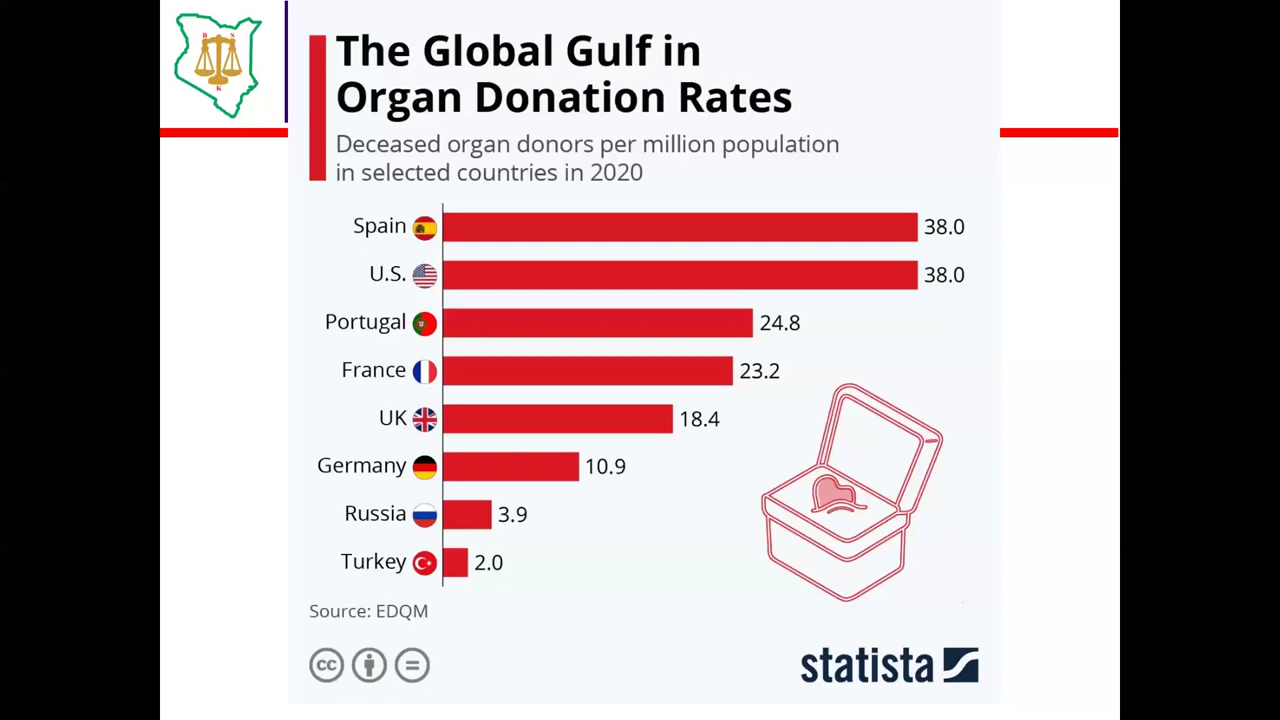 B S
K
The Global Gulf in
Organ Donation Rates
Deceased organ donors per million population
in selected countries in 2020
Spain 38.0
U.S. 38.0
Portugal 24.8
France 23.2
UK 18.4
Germany 10.9
Russia 3.9
Turkey 2.0
Source: EDQM
cc
statista